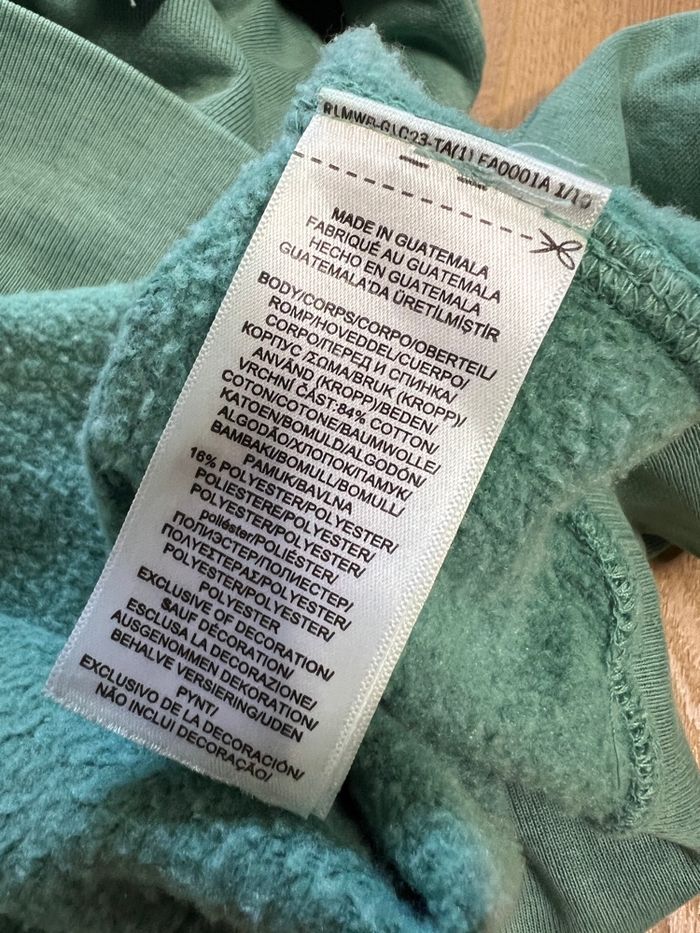 RLMWB-GLC23-TA(1) EA0001A 1/10
MADE IN GUATEMALA
FABRIQUÉ AU GUATEMALA
HECHO EN GUATEMALA
GUATEMALA'DA ÜRETİLMİŞTİR
BODY/CORPS/CORPO/OBERTEIL/
ROMP/HOVEDDEL/CUERPO/
CORPO/ПЕРЕД И СПИНКА/
КОРПУС /ΣΩΜΑ/BRUK (KROPP)/
ANVÄND (KROPP)/BEDEN/
VRCHNÍ ČÁST:84% COTTON/
COTON/COTONE/BAUMWOLLE/
KATOEN/BOMULD/ALGODÓN/
ALGODÃO/ХЛОПОК/ПАМУК/
BAMBAKI/BOMULL/BOMULL/
PAMUK/BAVLNA
16% POLYESTER/POLYESTER/
POLIESTERE/POLYESTER/
POLYESTER/POLYESTER/
poliéster/POLIÉSTER/
ПОЛИЭСТЕР/ПОЛИЕСТЕР/
ΠΟΛΥΕΣΤΕΡΑΣ/POLYESTER/
POLYESTER/POLYESTER/
POLYESTER
EXCLUSIVE OF DECORATION/
SAUF DÉCORATION/
ESCLUSA LA DECORAZIONE/
AUSGENOMMEN DEKORATION/
BEHALVE VERSIERING/UDEN
PYNT/
EXCLUSIVO DE LA DECORACIÓN/
NÃO INCLUI DECORAÇÃO/